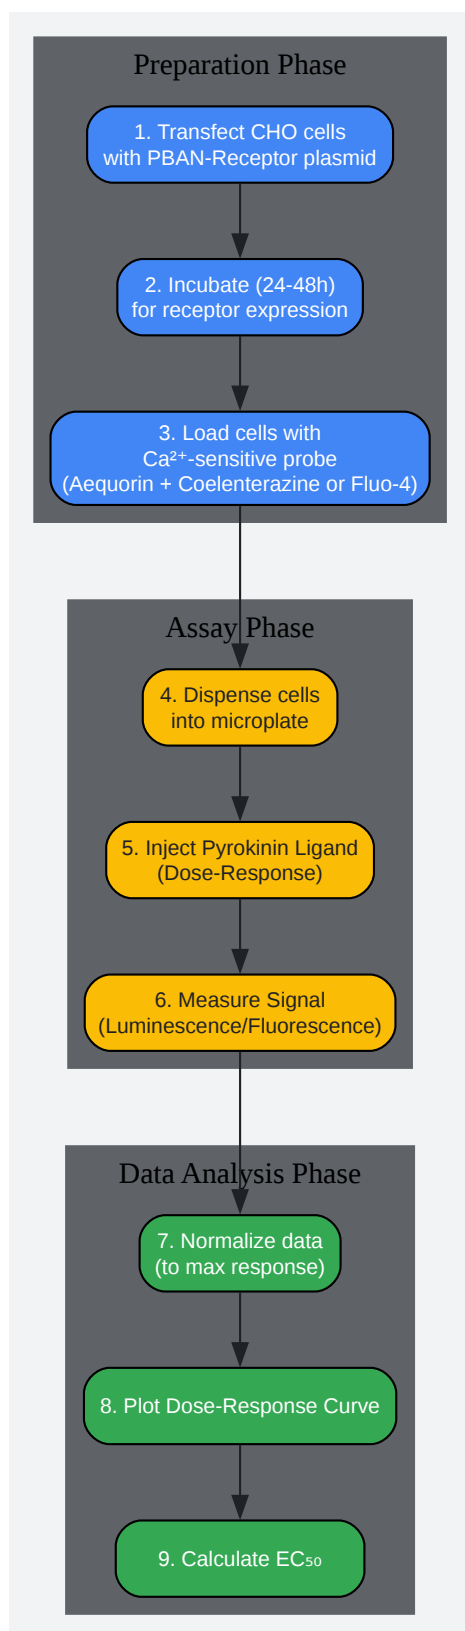 Preparation Phase
1. Transfect CHO cells
with PBAN-Receptor plasmid
2. Incubate (24-48h)
for receptor expression
3. Load cells with
Ca²⁺-sensitive probe
(Aequorin + Coelenterazine or Fluo-4)
Assay Phase
4. Dispense cells
into microplate
5. Inject Pyrokinin Ligand
(Dose-Response)
6. Measure Signal
(Luminescence/Fluorescence)
Data Analysis Phase
7. Normalize data
(to max response)
8. Plot Dose-Response Curve
9. Calculate EC₅₀